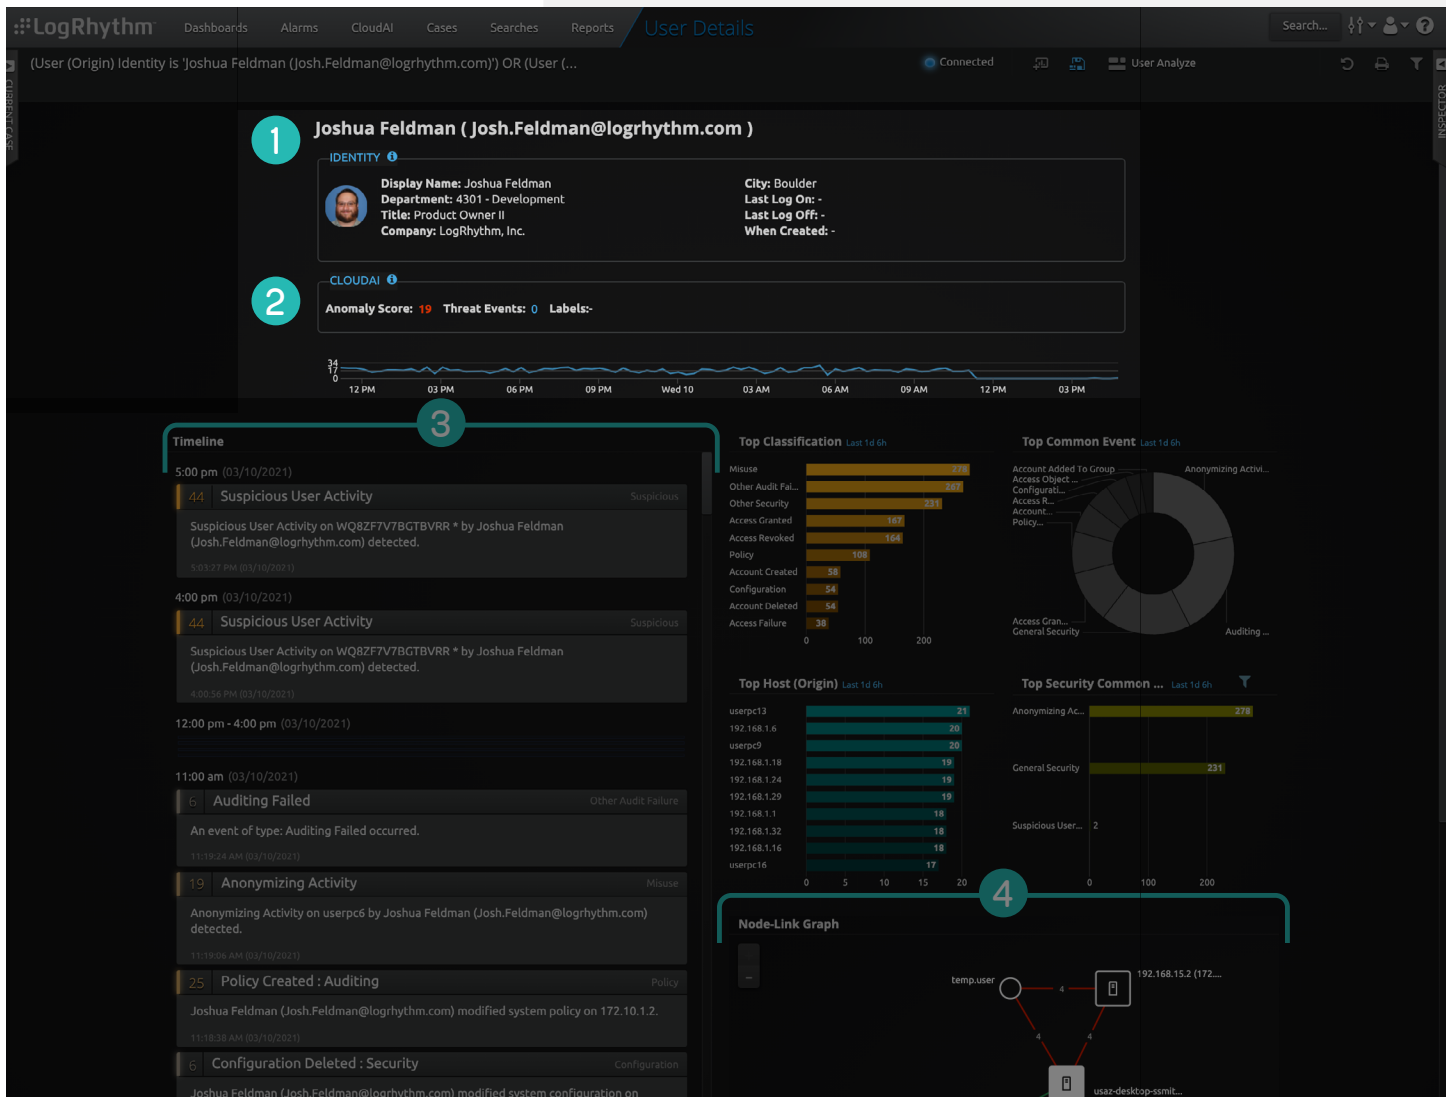 LogRhythm
Dashboards Alarms CloudAI Cases Searches Reports User Details Search...
(User (Origin) Identity is 'Joshua Feldman (Josh.Feldman@logrhythm.com)') OR (User (...
Connected User Analyze
CURRENT CASE
INSPECTOR
1
Joshua Feldman ( Josh.Feldman@logrhythm.com )
IDENTITY
Display Name: Joshua Feldman
Department: 4301 - Development
Title: Product Owner II
Company: LogRhythm, Inc.
City: Boulder
Last Log On: -
Last Log Off: -
When Created: -
2
CLOUDAI
Anomaly Score: 19 Threat Events: 0 Labels:-
34
17
0
12 PM 03 PM 06 PM 09 PM Wed 10 03 AM 06 AM 09 AM 12 PM 03 PM
3
Timeline
5:00 pm (03/10/2021)
44 Suspicious User Activity Suspicious
Suspicious User Activity on WQ8ZF7V7BGTBVRR * by Joshua Feldman
(Josh.Feldman@logrhythm.com) detected.
5:03:27 PM (03/10/2021)
4:00 pm (03/10/2021)
44 Suspicious User Activity Suspicious
Suspicious User Activity on WQ8ZF7V7BGTBVRR * by Joshua Feldman
(Josh.Feldman@logrhythm.com) detected.
4:00:56 PM (03/10/2021)
12:00 pm - 4:00 pm (03/10/2021)
11:00 am (03/10/2021)
6 Auditing Failed Other Audit Failure
An event of type: Auditing Failed occurred.
11:19:24 AM (03/10/2021)
19 Anonymizing Activity Misuse
Anonymizing Activity on userpc6 by Joshua Feldman (Josh.Feldman@logrhythm.com)
detected.
11:19:06 AM (03/10/2021)
25 Policy Created : Auditing Policy
Joshua Feldman (Josh.Feldman@logrhythm.com) modified system policy on 172.10.1.2.
11:18:38 AM (03/10/2021)
6 Configuration Deleted : Security Configuration
Joshua Feldman (Josh.Feldman@logrhythm.com) modified system configuration on
Top Classification Last 1d 6h
Misuse 278
Other Audit Fai... 267
Other Security 231
Access Granted 167
Access Revoked 164
Policy 108
Account Created 58
Configuration 54
Account Deleted 54
Access Failure 38
0 100 200
Top Common Event Last 1d 6h
Account Added To Group
Access Object ...
Configurati...
Access R...
Account...
Policy...
Anonymizing Activi...
Access Gran...
General Security
Auditing ...
Top Host (Origin) Last 1d 6h
userpc13 21
192.168.1.6 20
userpc9 20
192.168.1.18 19
192.168.1.24 19
192.168.1.29 19
192.168.1.1 18
192.168.1.32 18
192.168.1.16 18
userpc16 17
0 5 10 15 20
Top Security Common ... Last 1d 6h
Anonymizing Ac... 278
General Security 231
Suspicious User... 2
0 100 200
4
Node-Link Graph
temp.user
4
192.168.15.2 (172....
4 4
usaz-desktop-ssmit...